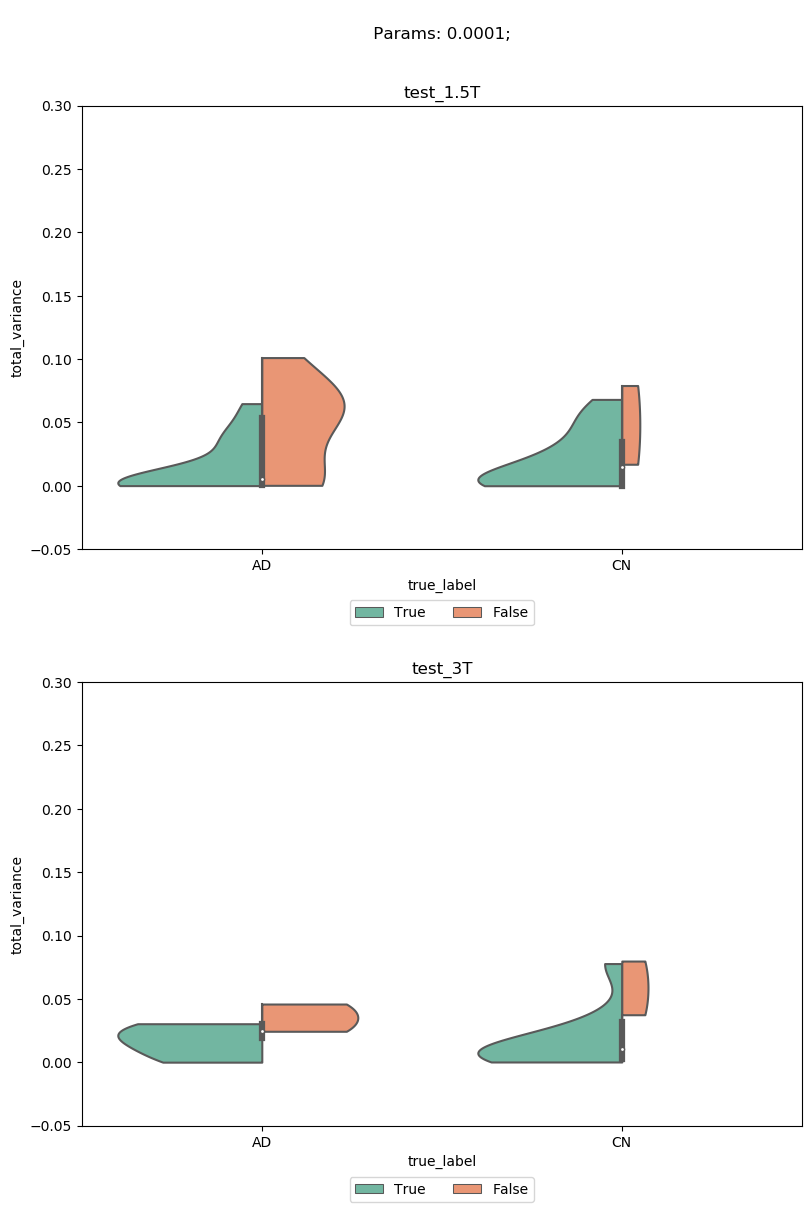 Params: 0.0001;
test_1.5T
0.30
0.25
0.20
0.15
0.10
0.05
0.00
−0.05
total_variance
AD CN
true_label
True False
test_3T
0.30
0.25
0.20
0.15
0.10
0.05
0.00
−0.05
total_variance
AD CN
true_label
True False